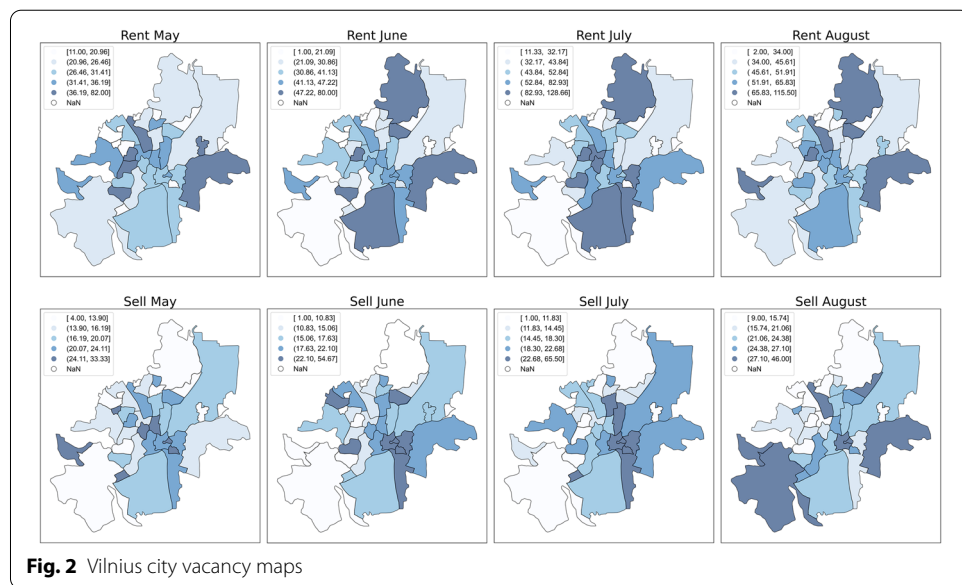 Rent May
[11.00, 20.96]
(20.96, 26.46]
(26.46, 31.41]
(31.41, 36.19]
(36.19, 82.00]
NaN
Rent June
[ 1.00, 21.09]
(21.09, 30.86]
(30.86, 41.13]
(41.13, 47.22]
(47.22, 80.00]
NaN
Rent July
[ 11.33, 32.17]
( 32.17, 43.84]
( 43.84, 52.84]
( 52.84, 82.93]
( 82.93, 128.66]
NaN
Rent August
[ 2.00, 34.00]
( 34.00, 45.61]
( 45.61, 51.91]
( 51.91, 65.83]
( 65.83, 115.50]
NaN
Sell May
[ 4.00, 13.90]
(13.90, 16.19]
(16.19, 20.07]
(20.07, 24.11]
(24.11, 33.33]
NaN
Sell June
[ 1.00, 10.83]
(10.83, 15.06]
(15.06, 17.63]
(17.63, 22.10]
(22.10, 54.67]
NaN
Sell July
[ 1.00, 11.83]
(11.83, 14.45]
(14.45, 18.30]
(18.30, 22.68]
(22.68, 65.50]
NaN
Sell August
[ 9.00, 15.74]
(15.74, 21.06]
(21.06, 24.38]
(24.38, 27.10]
(27.10, 46.00]
NaN
Fig. 2 Vilnius city vacancy maps